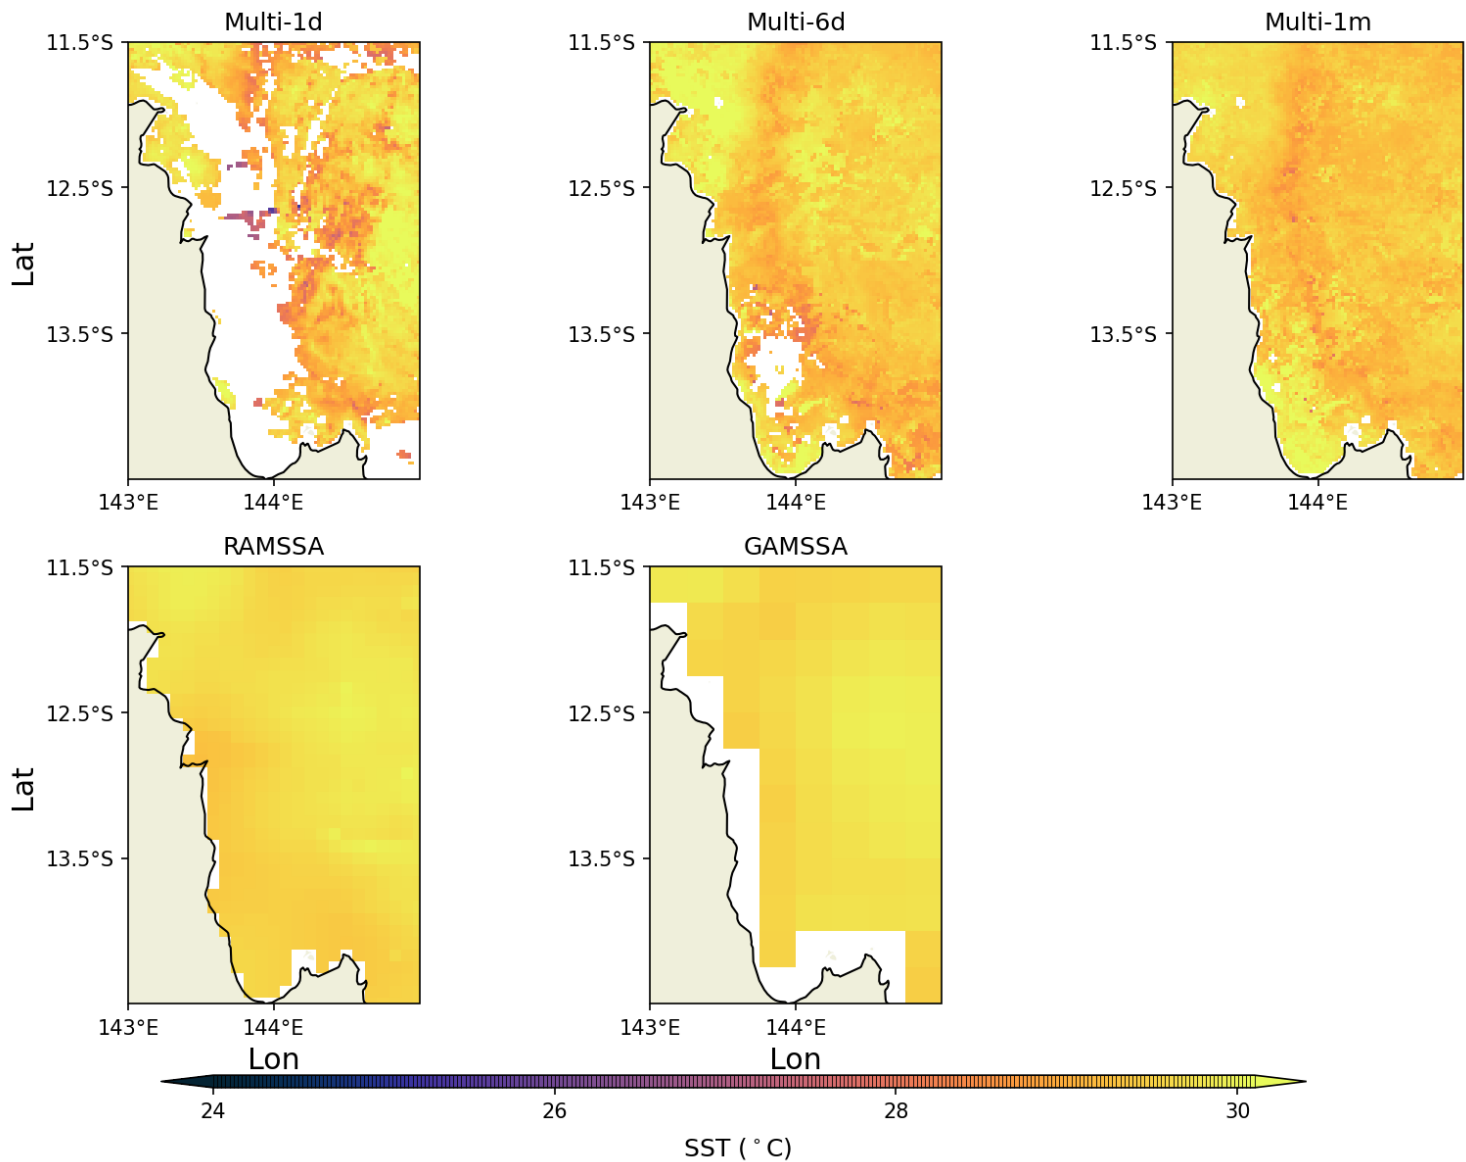 Multi-1d Multi-6d Multi-1m
11.5°S 11.5°S 11.5°S
12.5°S 12.5°S 12.5°S
Lat
13.5°S 13.5°S 13.5°S
143°E 144°E 143°E 144°E 143°E 144°E
RAMSSA GAMSSA
11.5°S 11.5°S
12.5°S 12.5°S
Lat
13.5°S 13.5°S
143°E 144°E 143°E 144°E
Lon Lon
24 26 28 30
SST (°C)